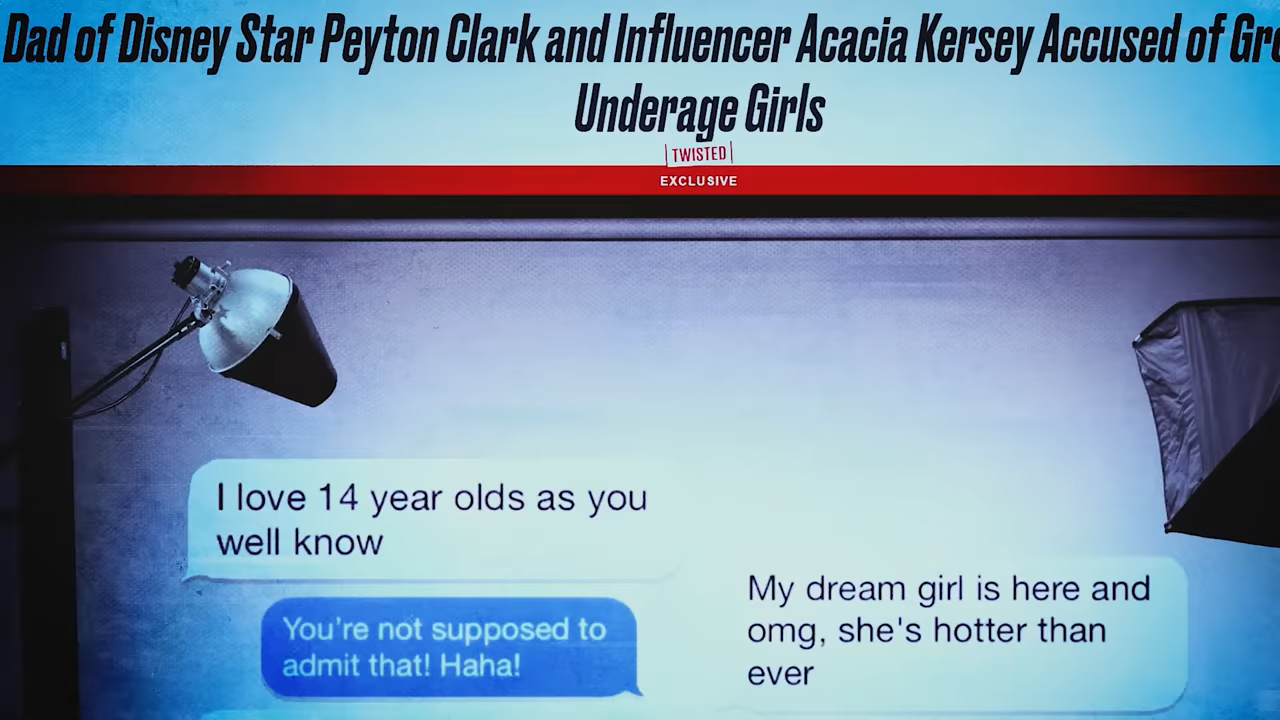 Dad of Disney Star Peyton Clark and Influencer Acacia Kersey Accused of Gro
Underage Girls
TWISTED
EXCLUSIVE
I love 14 year olds as you
well know
You're not supposed to
admit that! Haha!
My dream girl is here and
omg, she's hotter than
ever